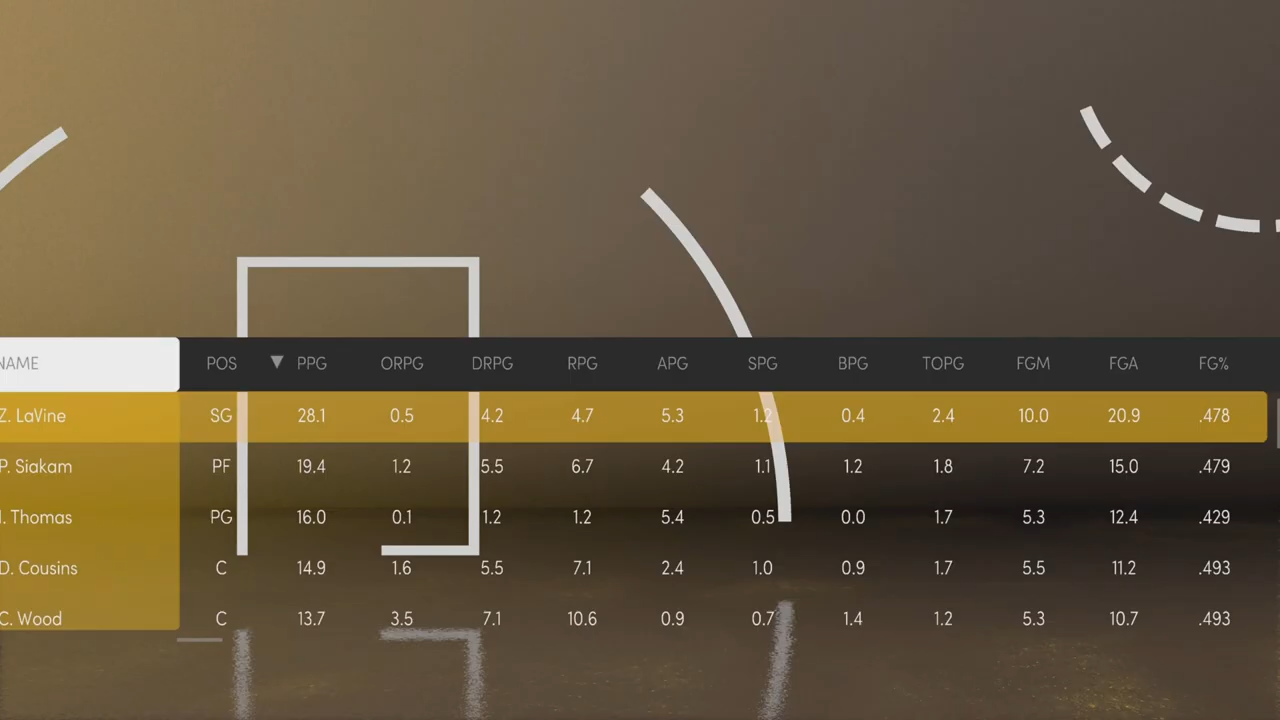 NAME POS ▼ PPG ORPG DRPG RPG APG SPG BPG TOPG FGM FGA FG%
Z. LaVine SG 28.1 0.5 4.2 4.7 5.3 1.2 0.4 2.4 10.0 20.9 .478
P. Siakam PF 19.4 1.2 5.5 6.7 4.2 1.1 1.2 1.8 7.2 15.0 .479
I. Thomas PG 16.0 0.1 1.2 1.2 5.4 0.5 0.0 1.7 5.3 12.4 .429
D. Cousins C 14.9 1.6 5.5 7.1 2.4 1.0 0.9 1.7 5.5 11.2 .493
C. Wood C 13.7 3.5 7.1 10.6 0.9 0.7 1.4 1.2 5.3 10.7 .493